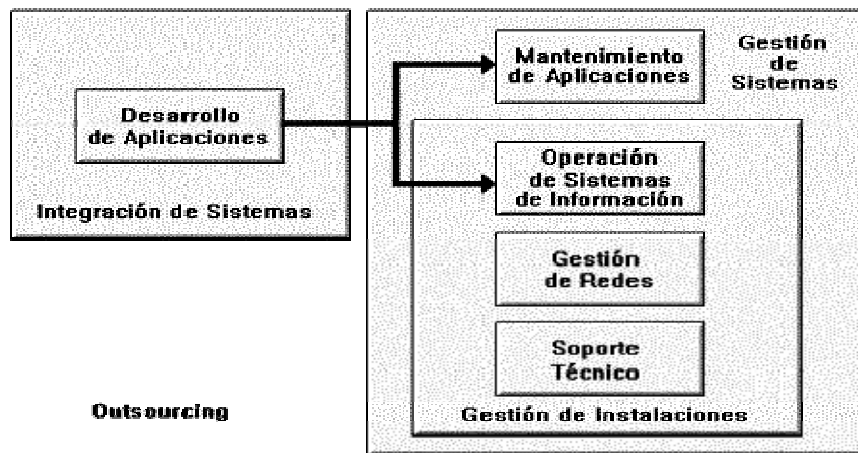 Desarrollo
de Aplicaciones
Integración de Sistemas
Outsourcing
Mantenimiento
de Aplicaciones
Gestión
de
Sistemas
Operación
de Sistemas
de Información
Gestión
de Redes
Soporte
Técnico
Gestión de Instalaciones